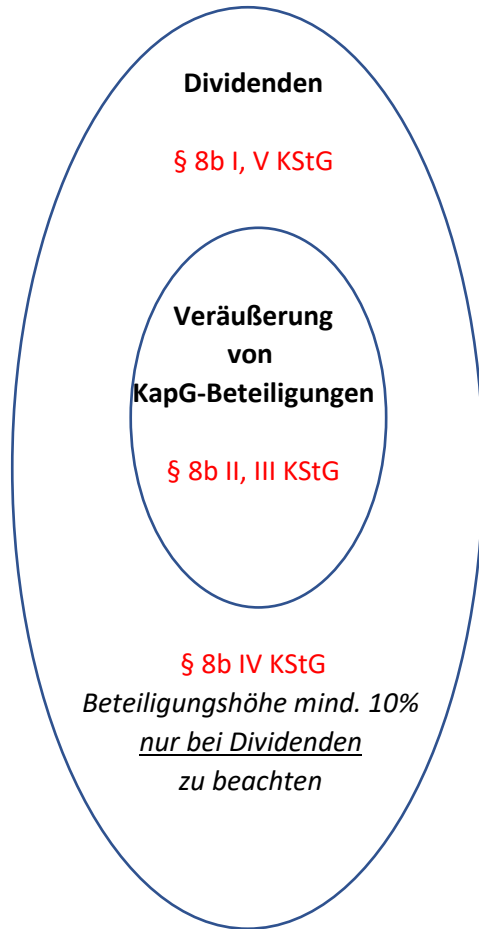 Dividenden
§ 8b I, V KStG
Veräußerung
von
KapG-Beteiligungen
§ 8b II, III KStG
§ 8b IV KStG
Beteiligungshöhe mind. 10%
nur bei Dividenden
zu beachten